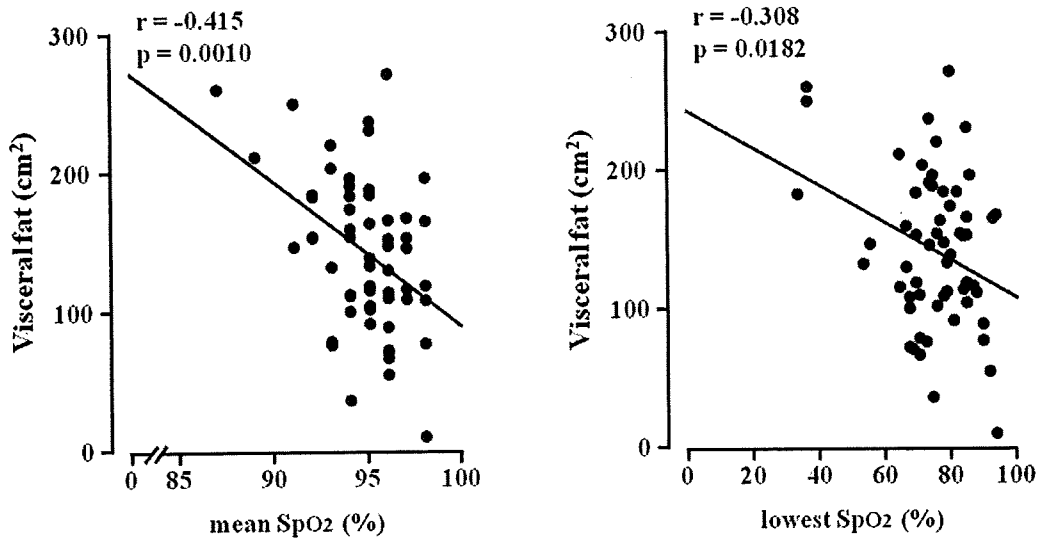 r = -0.415
p = 0.0010
300
200
100
0
Visceral fat (cm²)
0 85 90 95 100
mean SpO2 (%)
r = -0.308
p = 0.0182
300
200
100
0
Visceral fat (cm²)
0 20 40 60 80 100
lowest SpO2 (%)